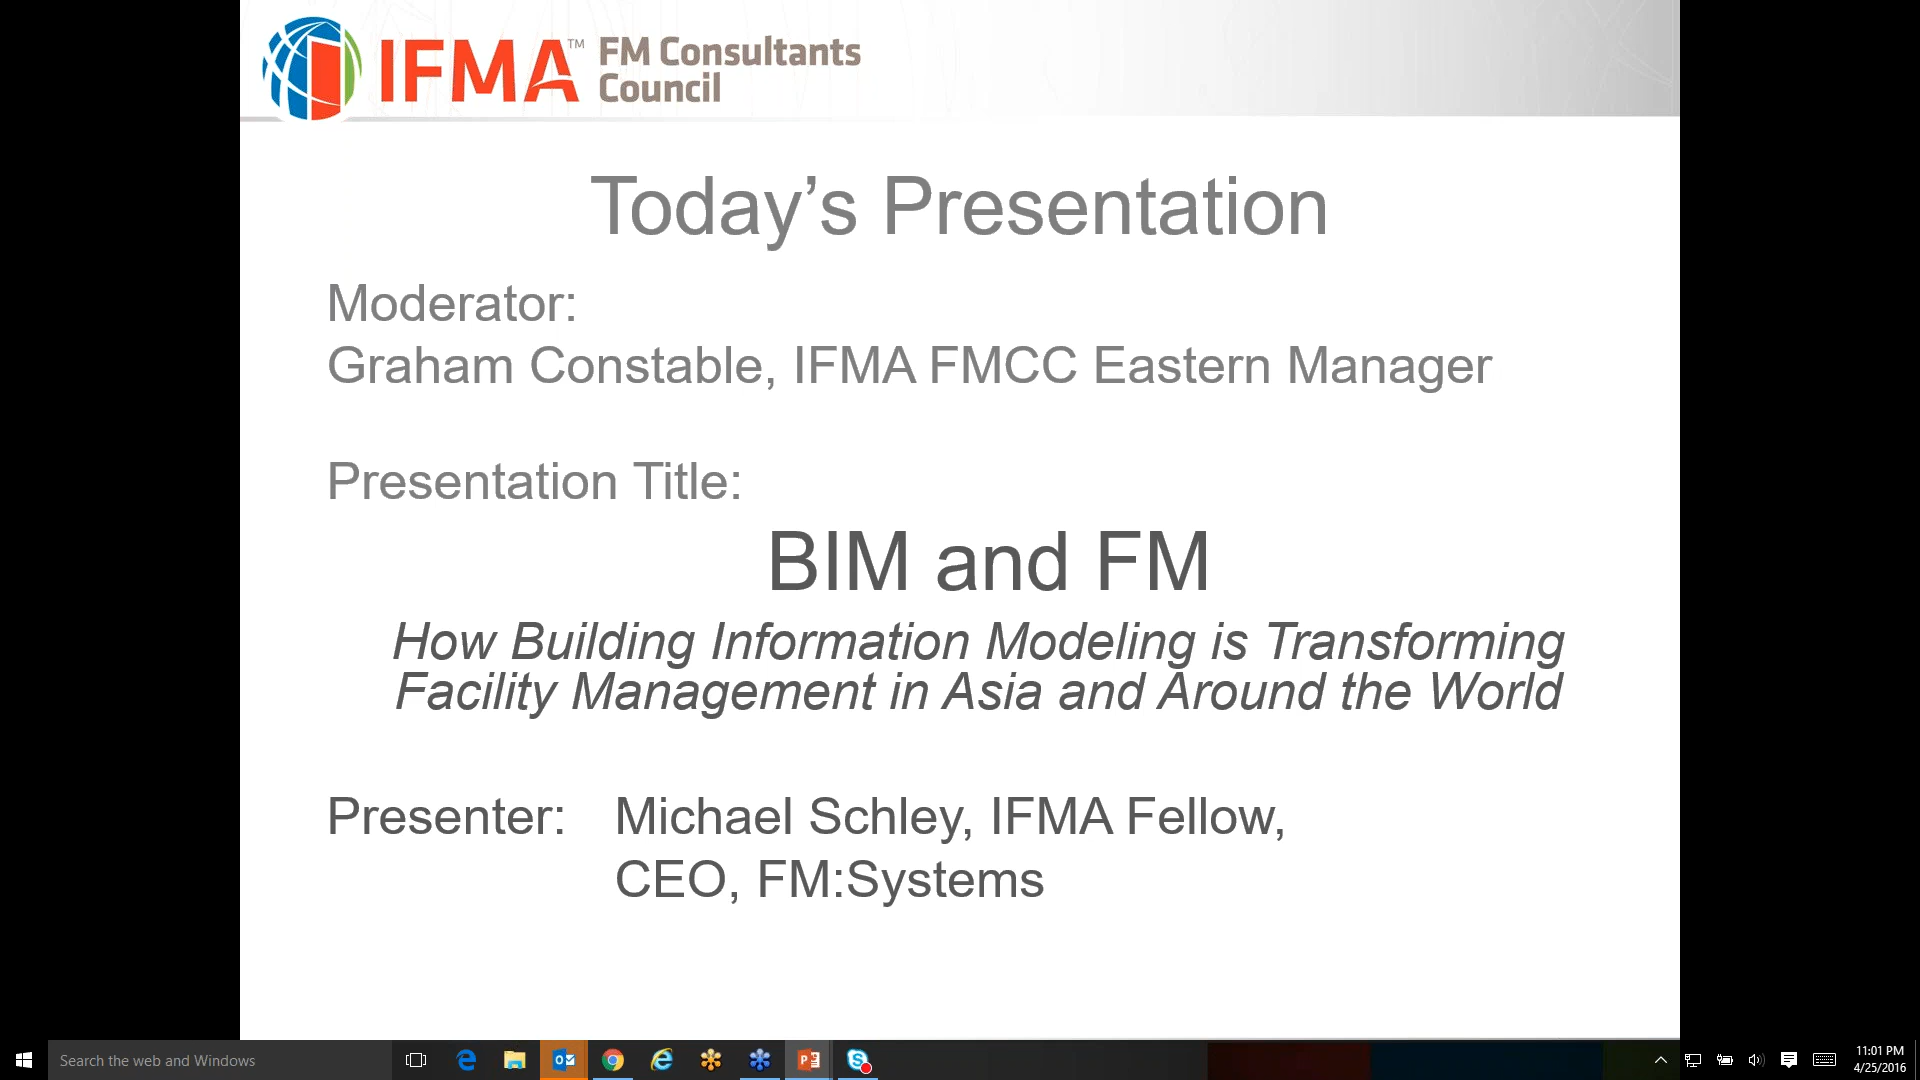 IFMA™ FM Consultants
Council
Today’s Presentation
Moderator:
Graham Constable, IFMA FMCC Eastern Manager
Presentation Title:
BIM and FM
How Building Information Modeling is Transforming
Facility Management in Asia and Around the World
Presenter: Michael Schley, IFMA Fellow,
CEO, FM:Systems
Search the web and Windows
11:01 PM
4/25/2016